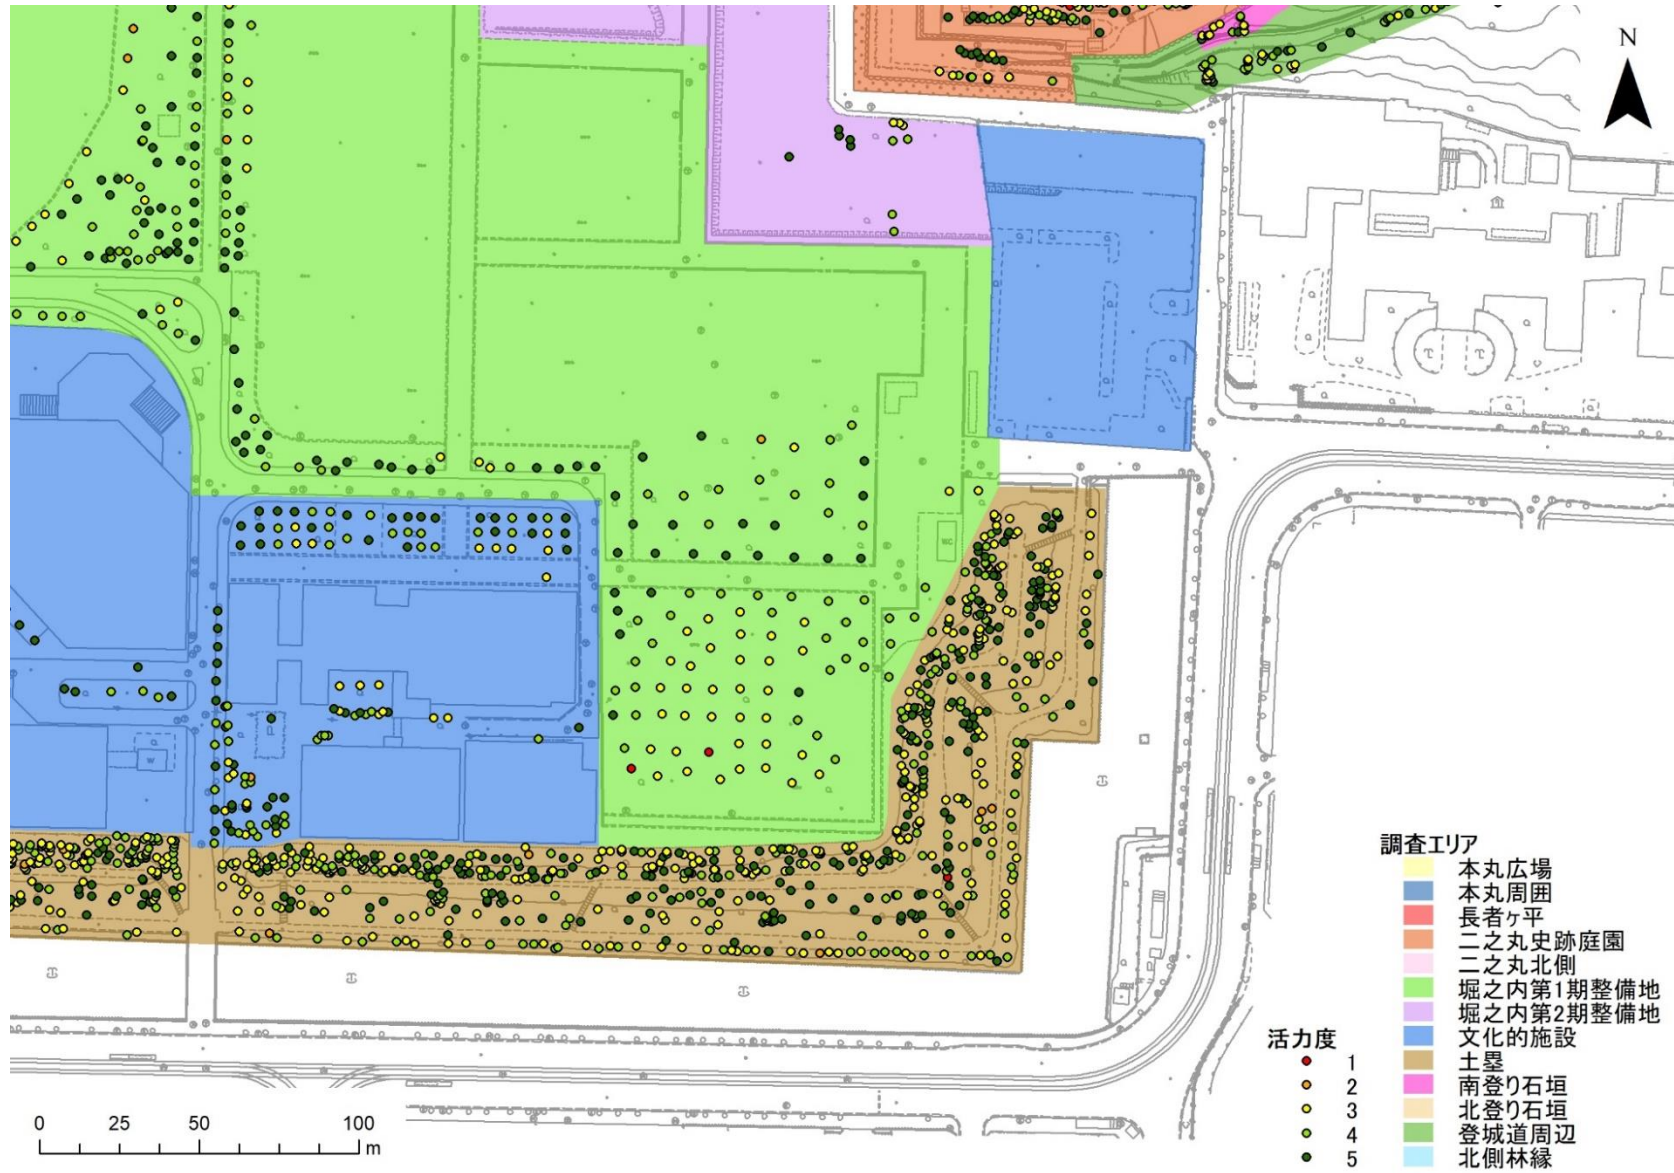 N
調査エリア
本丸広場
本丸周囲
長者ヶ平
二之丸史跡庭園
二之丸北側
堀之内第1期整備地
堀之内第2期整備地
文化的施設
土塁
南登り石垣
北登り石垣
登城道周辺
北側林縁
活力度
1
2
3
4
5
0 25 50 100
m
WC
W
P